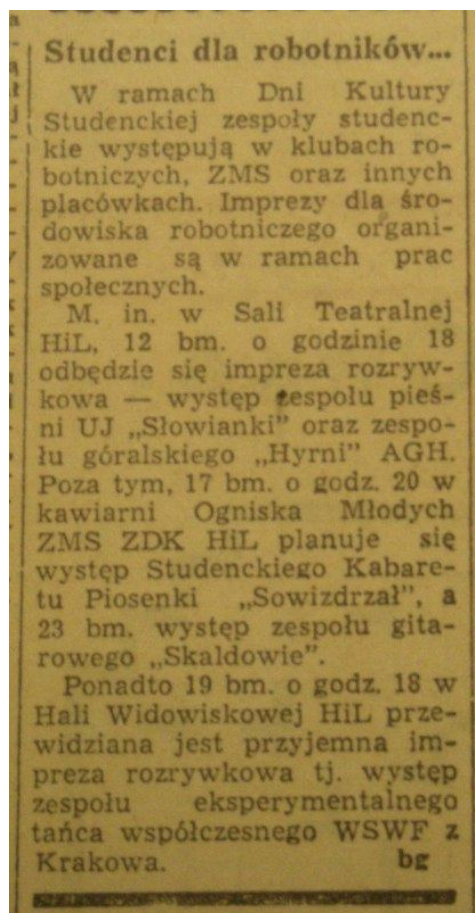 Studenci dla robotników...
W ramach Dni Kultury
Studenckiej zespoły studenc-
kie występują w klubach ro-
botniczych, ZMS oraz innych
placówkach. Imprezy dla śro-
dowiska robotniczego organi-
zowane są w ramach prac
społecznych.
M. in. w Sali Teatralnej
HiL, 12 bm. o godzinie 18
odbędzie się impreza rozryw-
kowa — występ zespołu pieś-
ni UJ „Słowianki” oraz zespo-
łu góralskiego „Hyrni” AGH.
Poza tym, 17 bm. o godz. 20 w
kawiarni Ogniska Młodych
ZMS ZDK HiL planuje się
występ Studenckiego Kabare-
tu Piosenki „Sowizdrzał”, a
23 bm. występ zespołu gita-
rowego „Skaldowie”.
Ponadto 19 bm. o godz. 18 w
Hali Widowiskowej HiL prze-
widziana jest przyjemna im-
preza rozrywkowa tj. występ
zespołu eksperymentalnego
tańca współczesnego WSWF z
Krakowa. bg